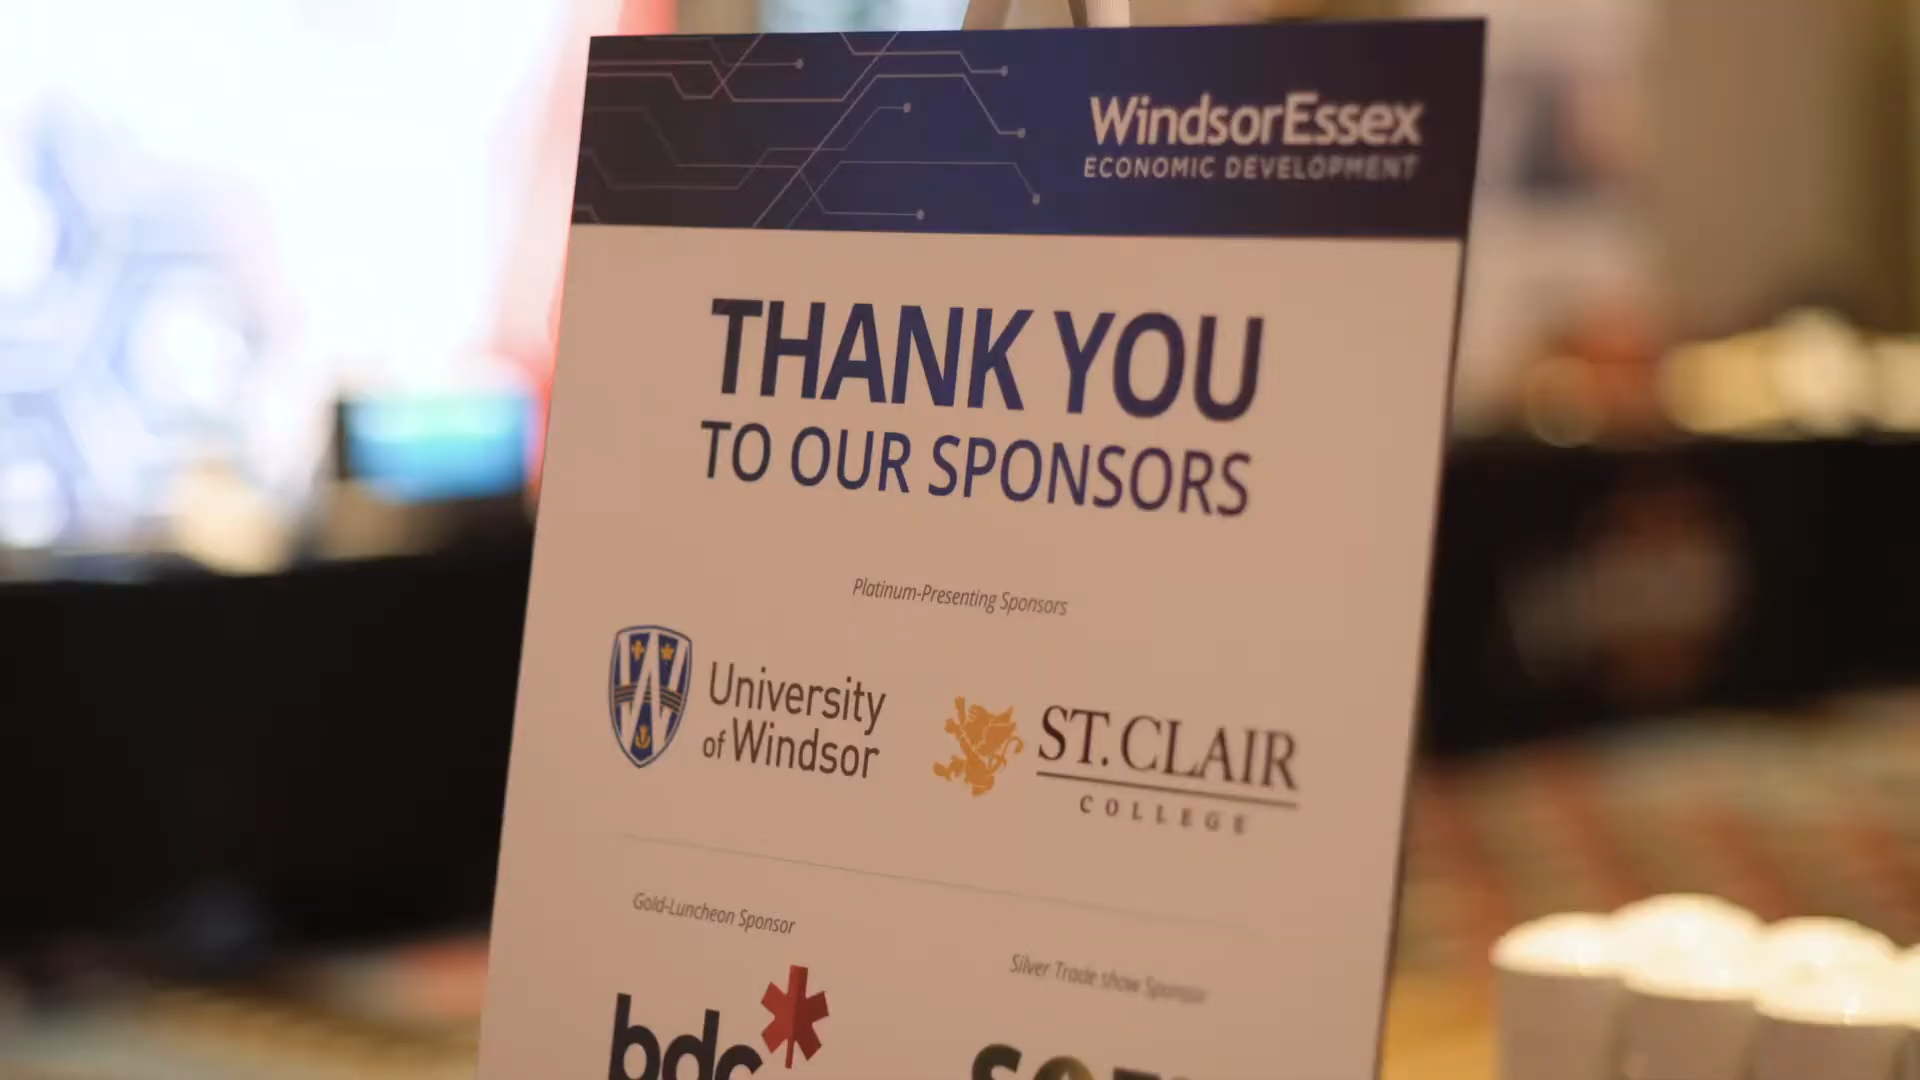 WindsorEssex
ECONOMIC DEVELOPMENT
THANK YOU
TO OUR SPONSORS
Platinum-Presenting Sponsors
University
of Windsor
ST. CLAIR
COLLEGE
Gold-Luncheon Sponsor
Silver Trade show Sponsor
bdc